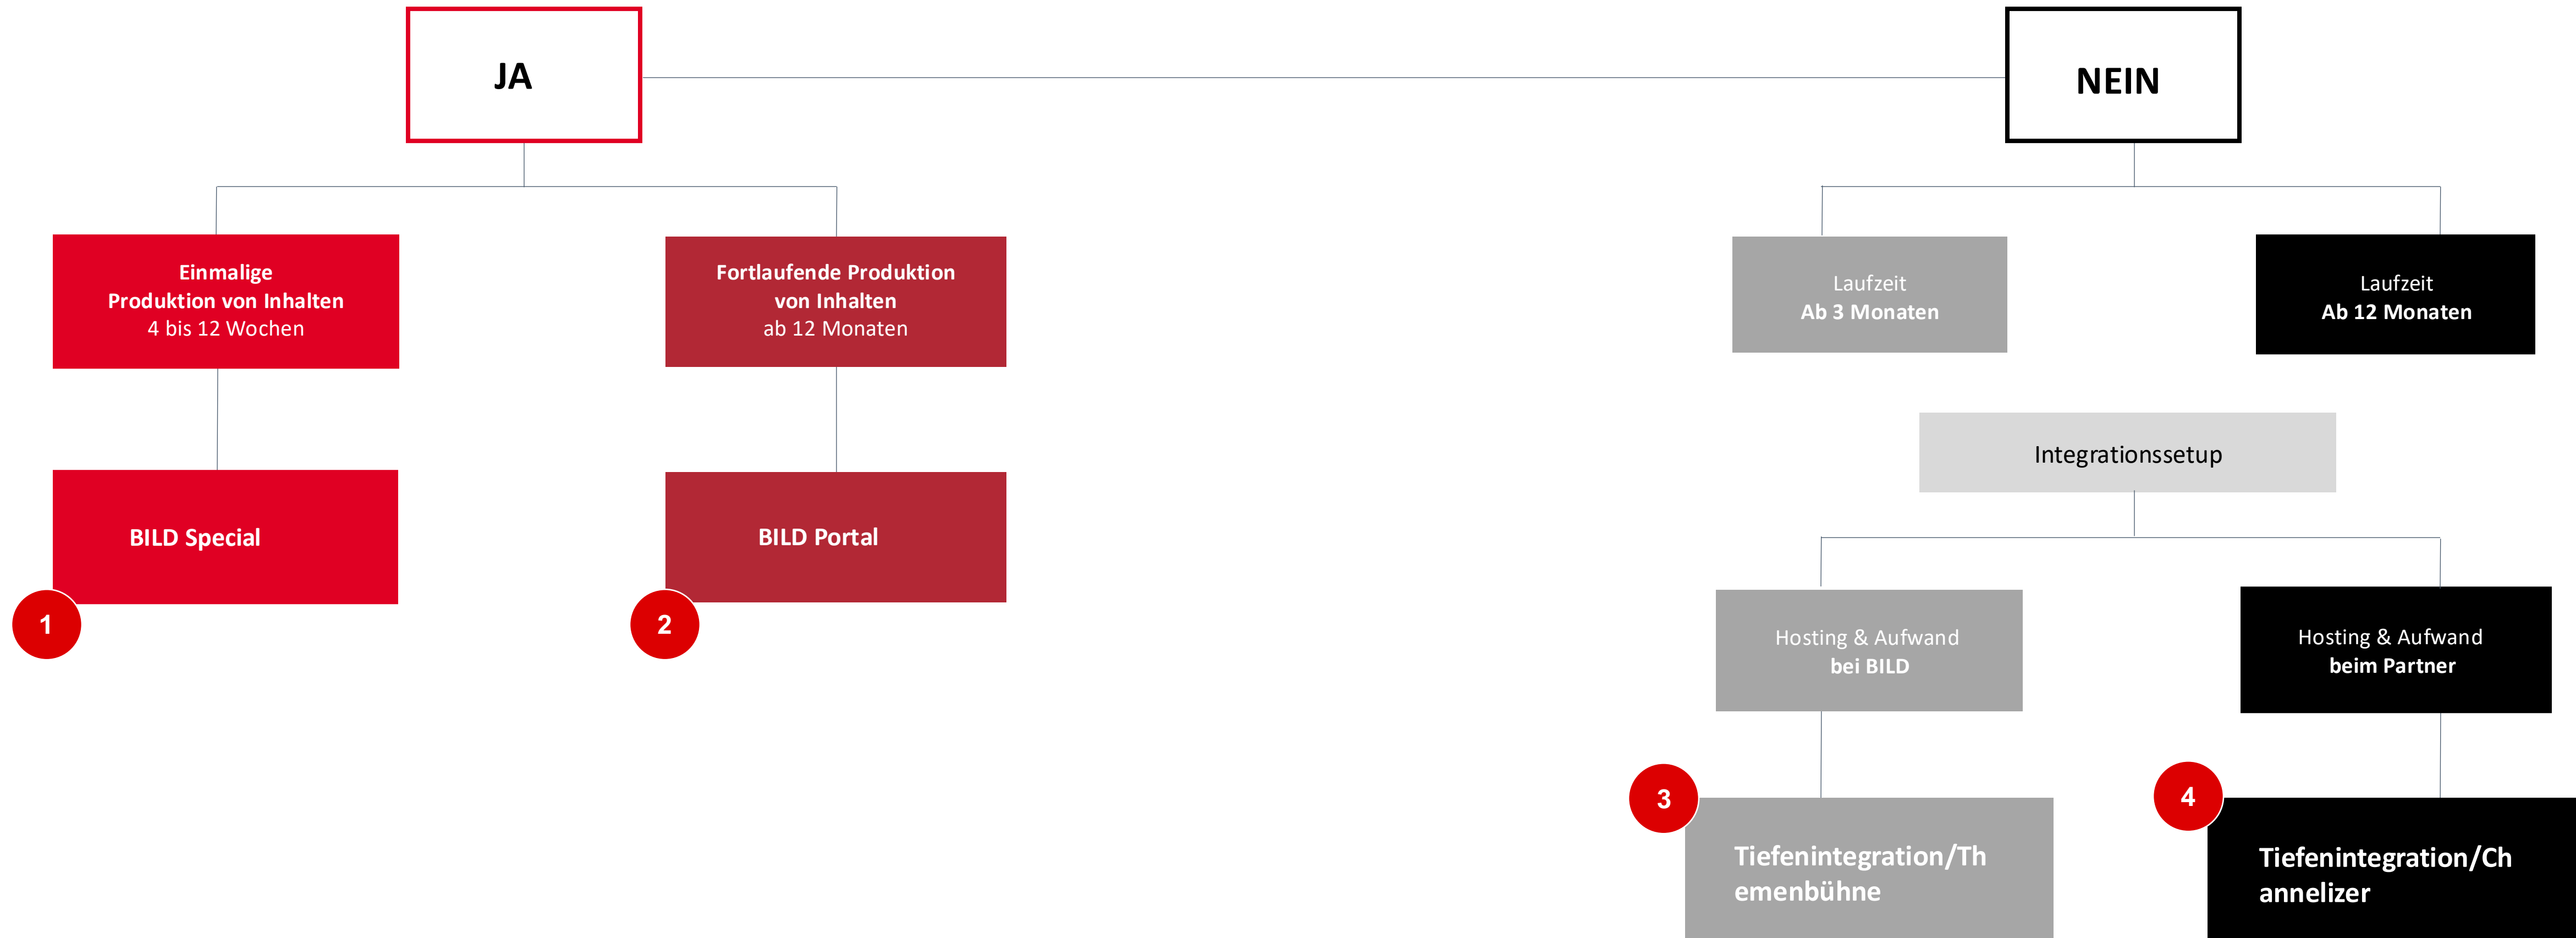 JA
NEIN
Einmalige
Produktion von Inhalten
4 bis 12 Wochen
Fortlaufende Produktion
von Inhalten
ab 12 Monaten
Laufzeit
Ab 3 Monaten
Laufzeit
Ab 12 Monaten
Integrationssetup
BILD Special
BILD Portal
1
2
Hosting & Aufwand
bei BILD
Hosting & Aufwand
beim Partner
3
4
Tiefenintegration/Th
emenbühne
Tiefenintegration/Ch
annelizer